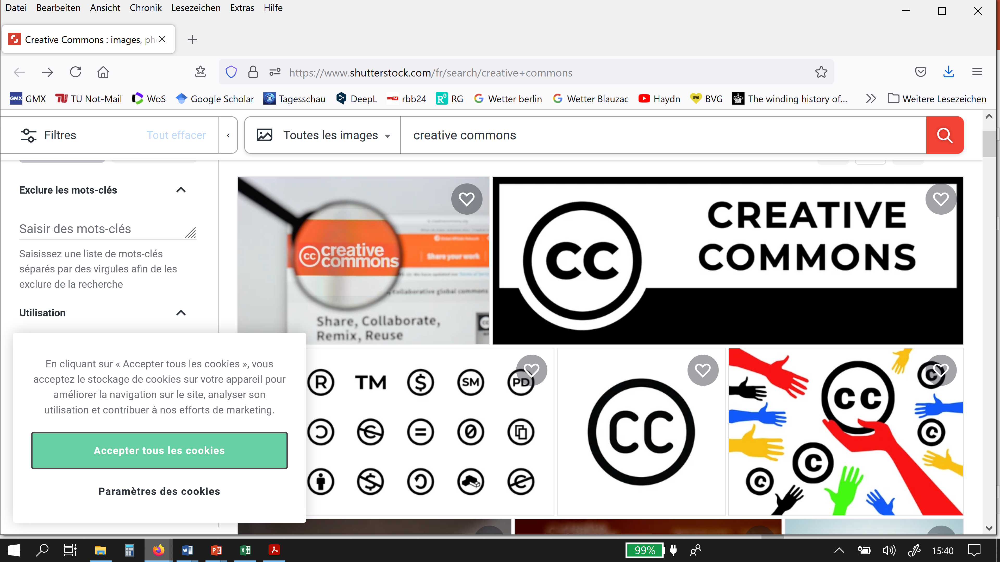 Datei Bearbeiten Ansicht Chronik Lesezeichen Extras Hilfe
Creative Commons : images, ph
https://www.shutterstock.com/fr/search/creative+commons
GMX GMX TU Not-Mail WoS Google Scholar Tagesschau DeepL rbb24 RG RG Wetter berlin Wetter Blauzac Haydn BVG BVG The winding history of... Weitere Lesezeichen
Filtres Tout effacer Toutes les images creative commons
Exclure les mots-clés
Saisir des mots-clés
Saisissez une liste de mots-clés
séparés par des virgules afin de les
exclure de la recherche
Utilisation
En cliquant sur « Accepter tous les cookies », vous
acceptez le stockage de cookies sur votre appareil pour
améliorer la navigation sur le site, analyser son
utilisation et contribuer à nos efforts de marketing.
Accepter tous les cookies
Paramètres des cookies
cc creative
commons
Share your work
Collaborative global commons
Share, Collaborate,
Remix, Reuse
cc
CREATIVE
COMMONS
R TM $ SM PD
C = 0
$
CC
cc
C
C
C
C
99%
15:40